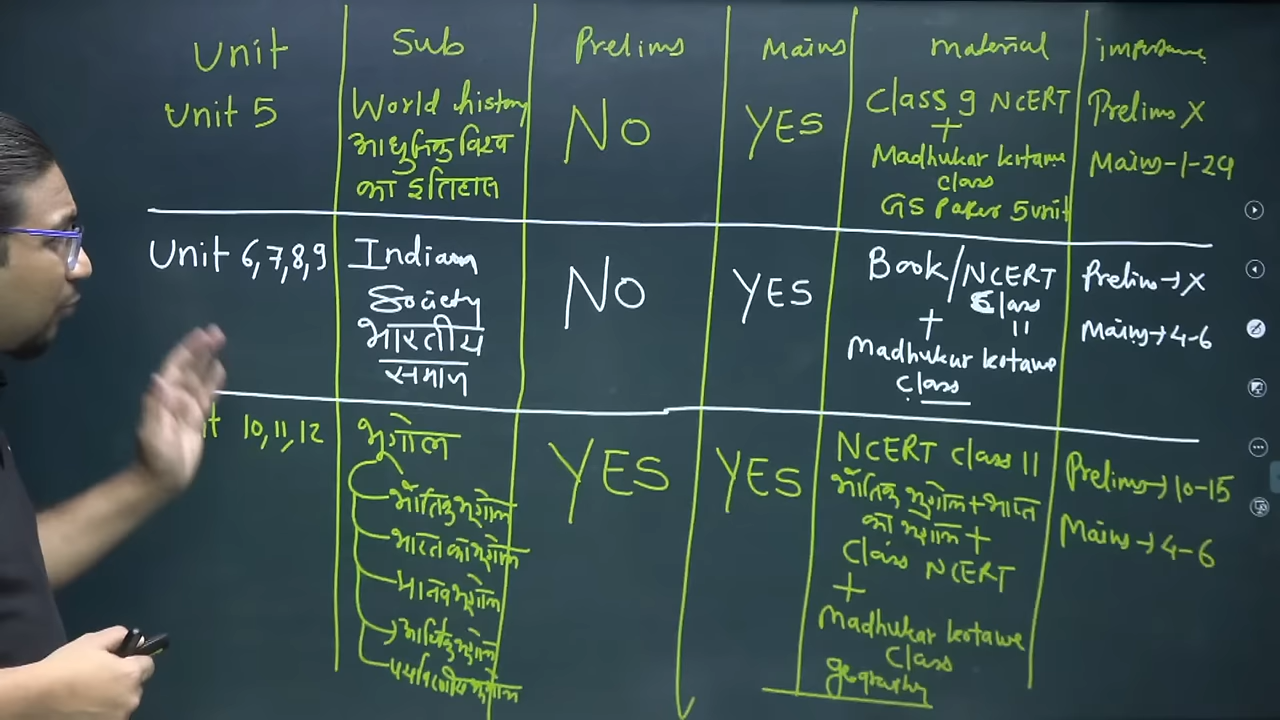 Unit
Sub
Prelims
Mains
material
Unit 5
World history
आधुनिक विश्व
का इतिहास
NO
YES
Class 9 NCERT
+
Madhukar kotawe
class
GS Paper 5 unit
Prelims X
Mains-1-2Q
Unit 6,7,8,9
Indian
Society
भारतीय
समाज
NO
YES
Book/NCERT
Class
11
+
Madhukar kotawe
class
Prelims→X
Mains→4-6
10,11,12
भूगोल
भौतिक भूगोल
भारत का भूगोल
मानव भूगोल
आर्थिक भूगोल
पर्यावरणीय भूगोल
YES
YES
NCERT class 11
भौतिक भूगोल+भारत
का भूगोल +
Class NCERT
+
Madhukar kotawe
class
geography
Prelims→10-15
Mains→4-6